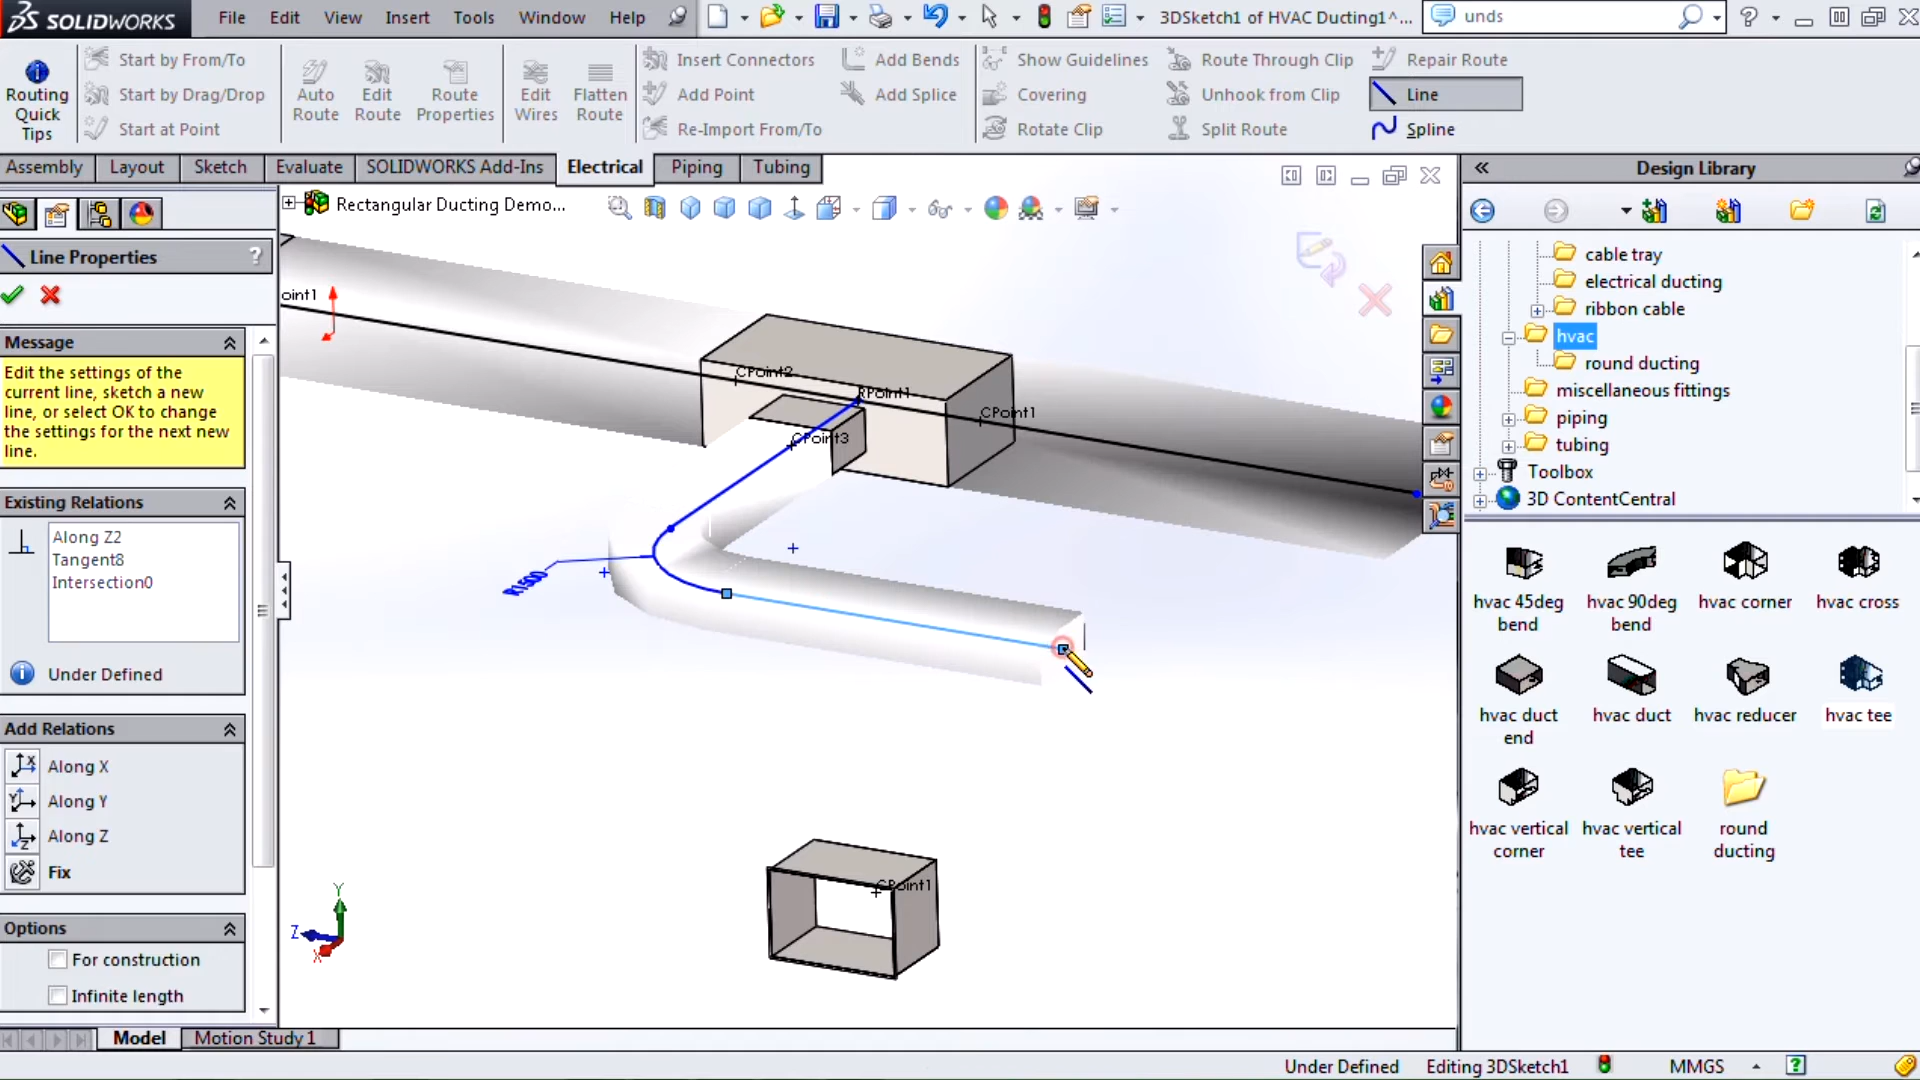 SOLIDWORKS File Edit View Insert Tools Window Help 3DSketch1 of HVAC Ducting1^... unds
Routing Quick Tips
Start by From/To
Start by Drag/Drop
Start at Point
Auto Route
Edit Route
Route Properties
Edit Wires
Flatten Route
Insert Connectors
Add Point
Re-Import From/To
Add Bends
Add Splice
Show Guidelines
Covering
Rotate Clip
Route Through Clip
Unhook from Clip
Split Route
Repair Route
Line
Spline
Assembly Layout Sketch Evaluate SOLIDWORKS Add-Ins Electrical Piping Tubing
Line Properties
?
Message
Edit the settings of the
current line, sketch a new
line, or select OK to change
the settings for the next new
line.
Existing Relations
Along Z2
Tangent8
Intersection0
Under Defined
Add Relations
Along X
Along Y
Along Z
Fix
Options
For construction
Infinite length
Rectangular Ducting Demo...
oint1
CPoint2
RPoint1
CPoint1
CPoint3
R1500
CPoint1
Y
Z
X
Design Library
cable tray
electrical ducting
ribbon cable
hvac
round ducting
miscellaneous fittings
piping
tubing
Toolbox
3D ContentCentral
hvac 45deg bend
hvac 90deg bend
hvac corner
hvac cross
hvac duct end
hvac duct
hvac reducer
hvac tee
hvac vertical corner
hvac vertical tee
round ducting
Model Motion Study 1
Under Defined Editing 3DSketch1 MMGS